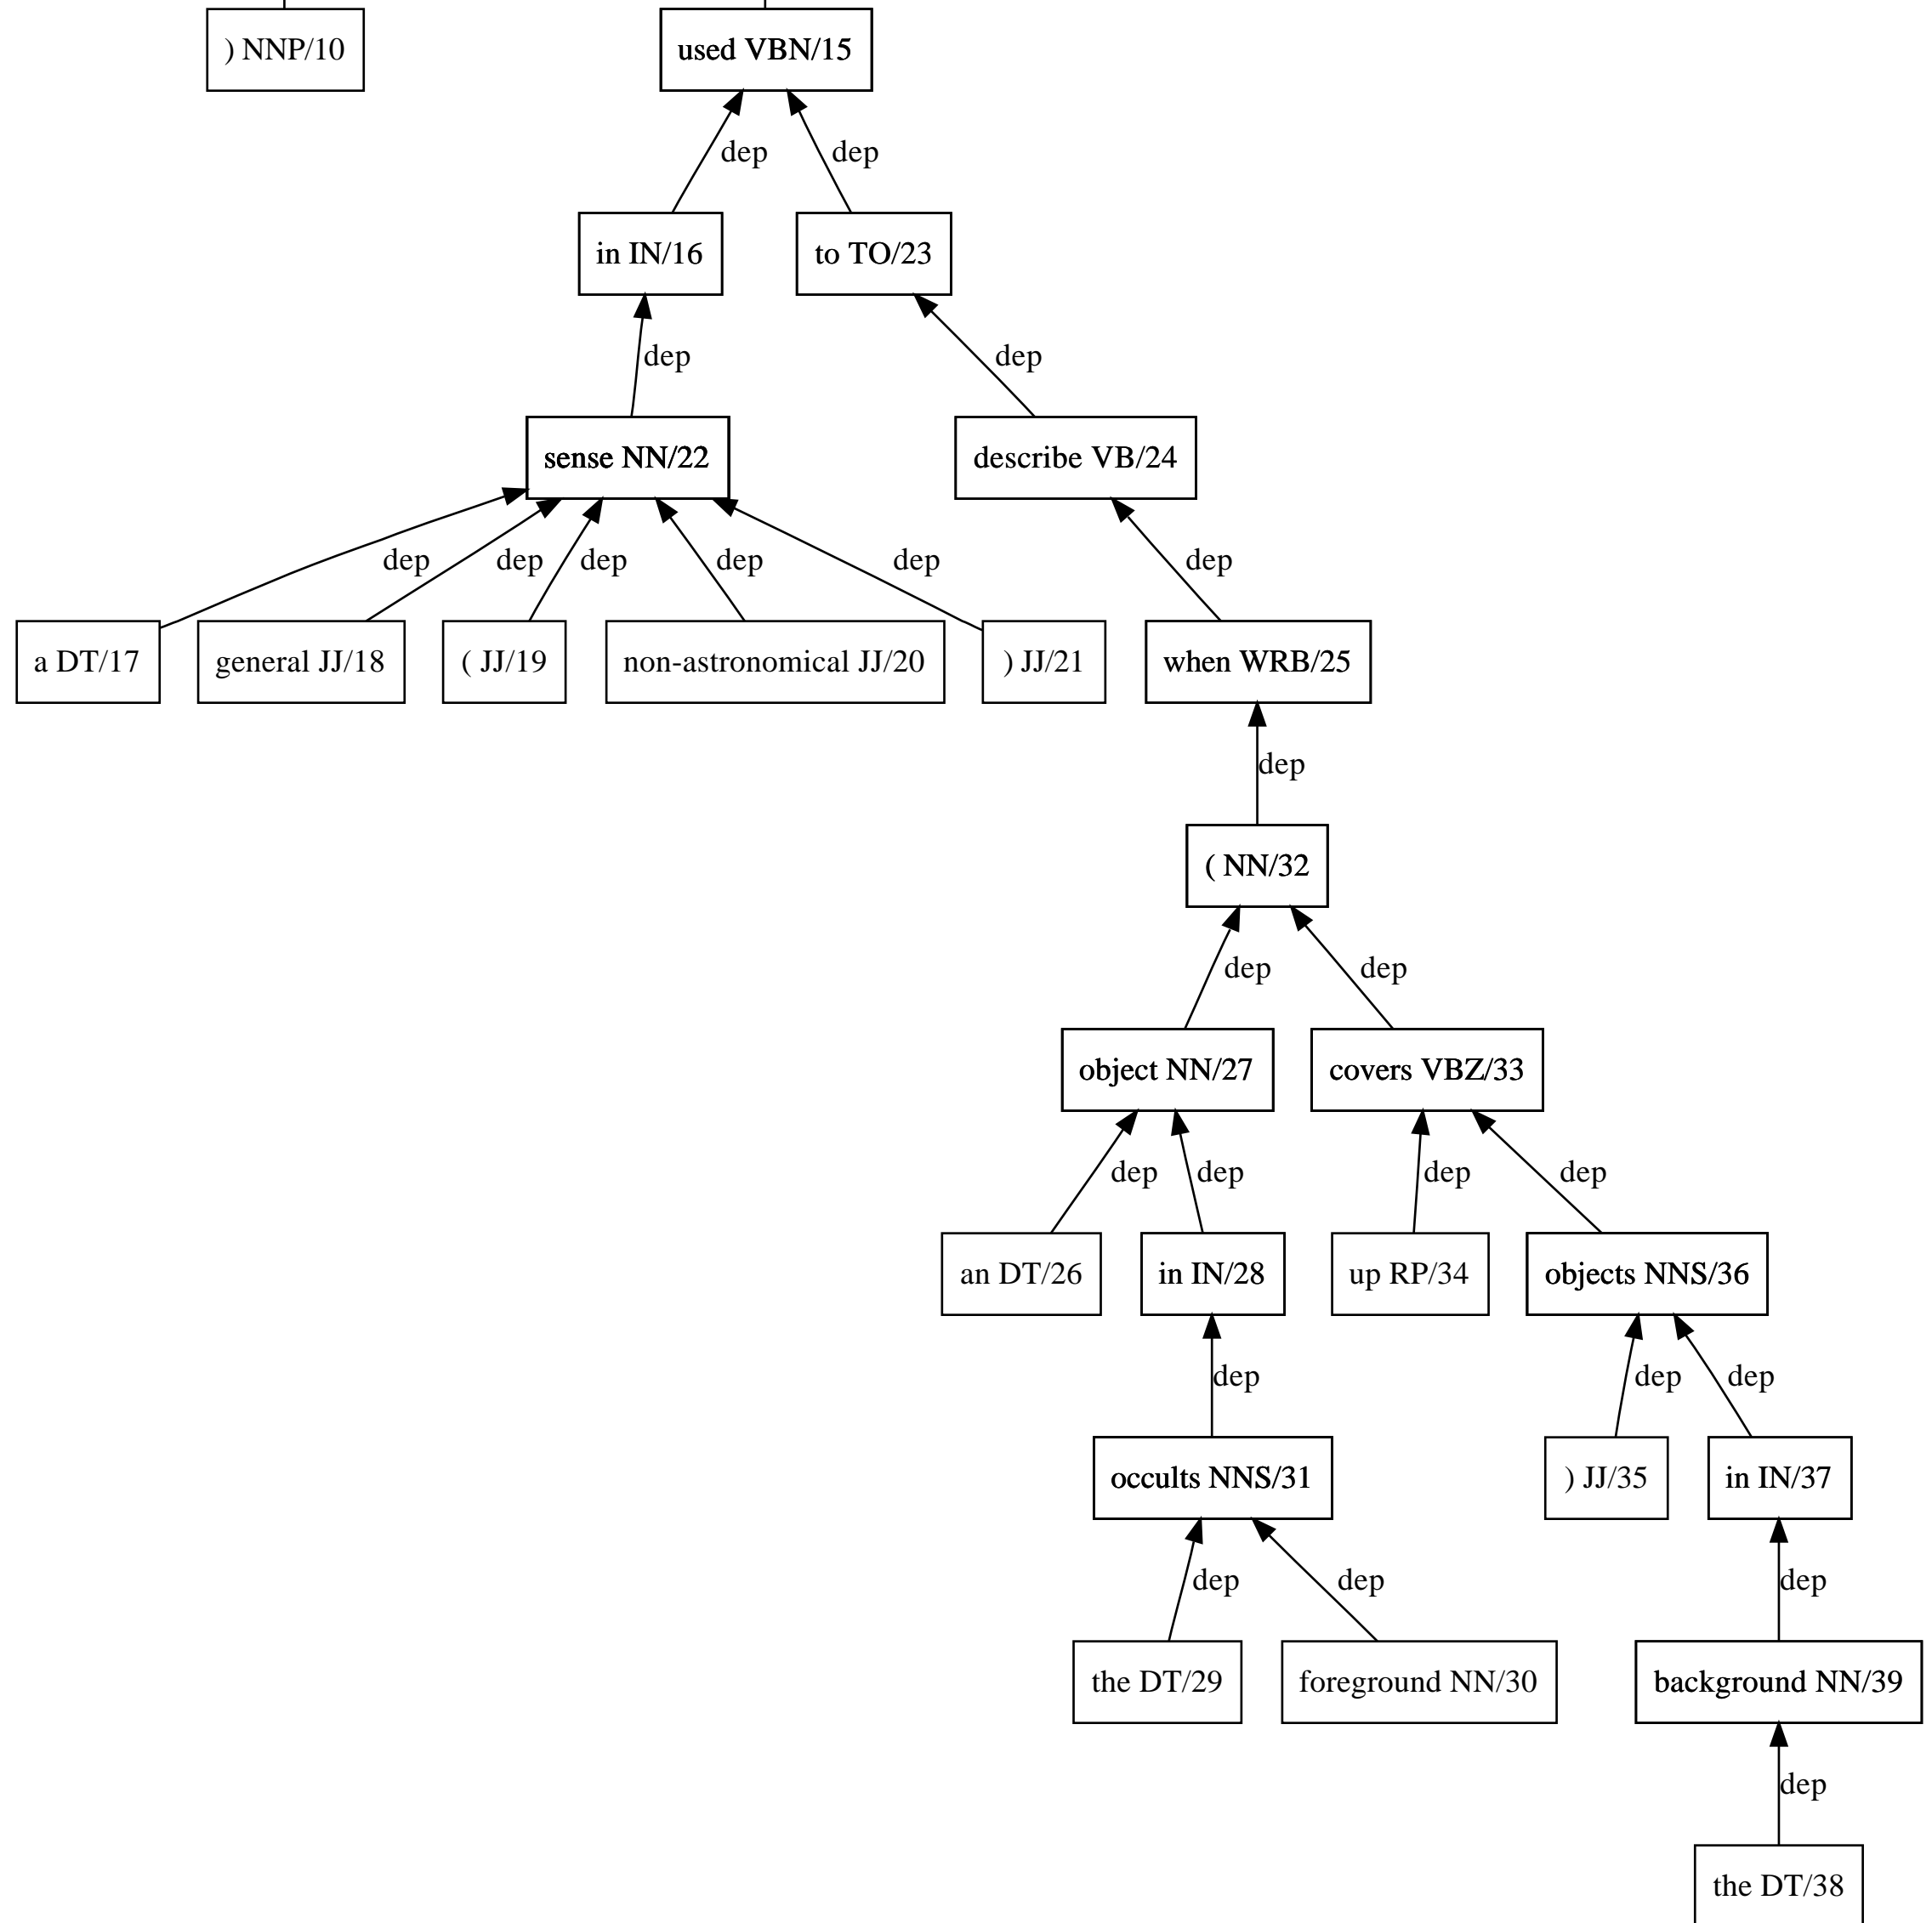 ) NNP/10 used VBN/15
dep dep
in IN/16 to TO/23
dep dep
sense NN/22 describe VB/24
dep dep dep dep dep dep
a DT/17 general JJ/18 ( JJ/19 non-astronomical JJ/20 ) JJ/21 when WRB/25
dep
( NN/32
dep dep
object NN/27 covers VBZ/33
dep dep dep dep
an DT/26 in IN/28 up RP/34 objects NNS/36
dep dep dep
occults NNS/31 ) JJ/35 in IN/37
dep dep dep
the DT/29 foreground NN/30 background NN/39
dep
the DT/38